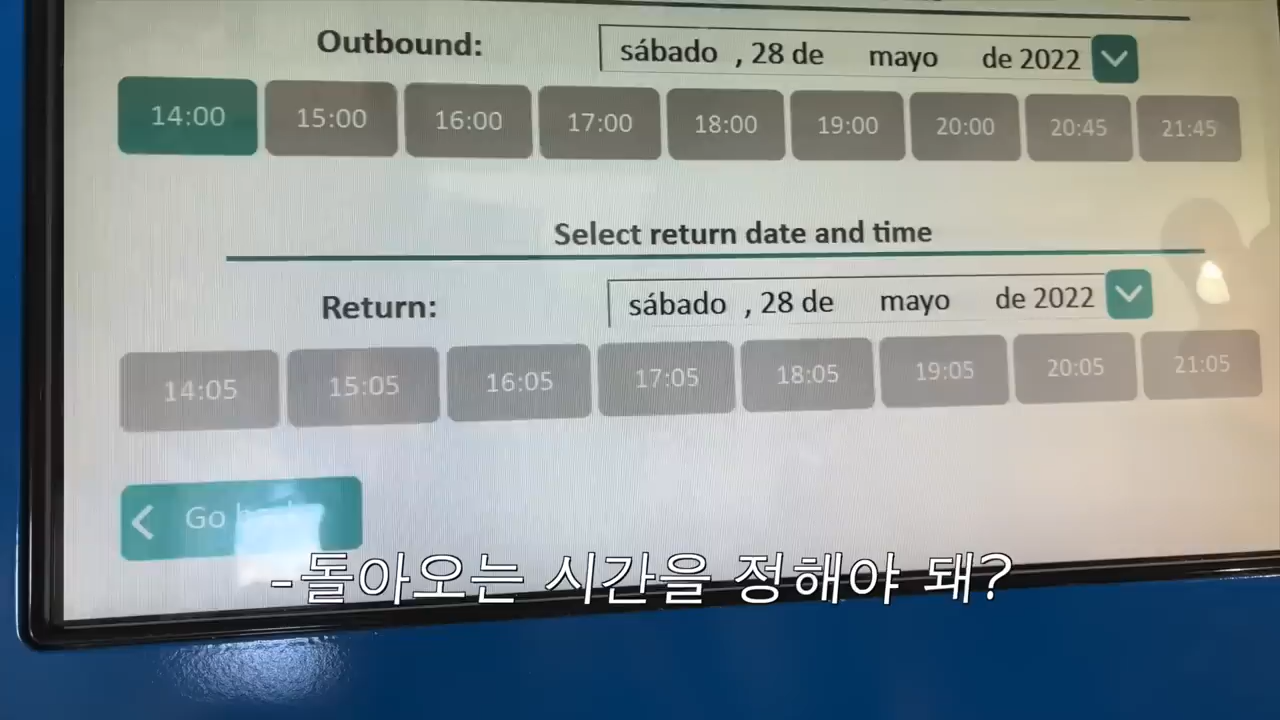 Outbound:
sábado , 28 de mayo de 2022
14:00 15:00 16:00 17:00 18:00 19:00 20:00 20:45 21:45
Select return date and time
Return:
sábado , 28 de mayo de 2022
14:05 15:05 16:05 17:05 18:05 19:05 20:05 21:05
Go
-돌아오는 시간을 정해야 돼?